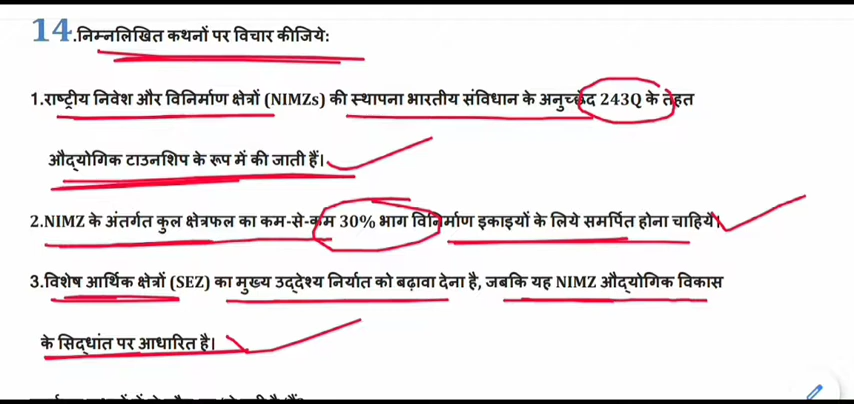 14.निम्नलिखित कथनों पर विचार कीजिये:
1.राष्ट्रीय निवेश और विनिर्माण क्षेत्रों (NIMZs) की स्थापना भारतीय संविधान के अनुच्छेद 243Q के तहत
औद्योगिक टाउनशिप के रूप में की जाती हैं।
2.NIMZ के अंतर्गत कुल क्षेत्रफल का कम-से-कम 30% भाग विनिर्माण इकाइयों के लिये समर्पित होना चाहिये।
3.विशेष आर्थिक क्षेत्रों (SEZ) का मुख्य उद्देश्य निर्यात को बढ़ावा देना है, जबकि यह NIMZ औद्योगिक विकास
के सिद्धांत पर आधारित है।